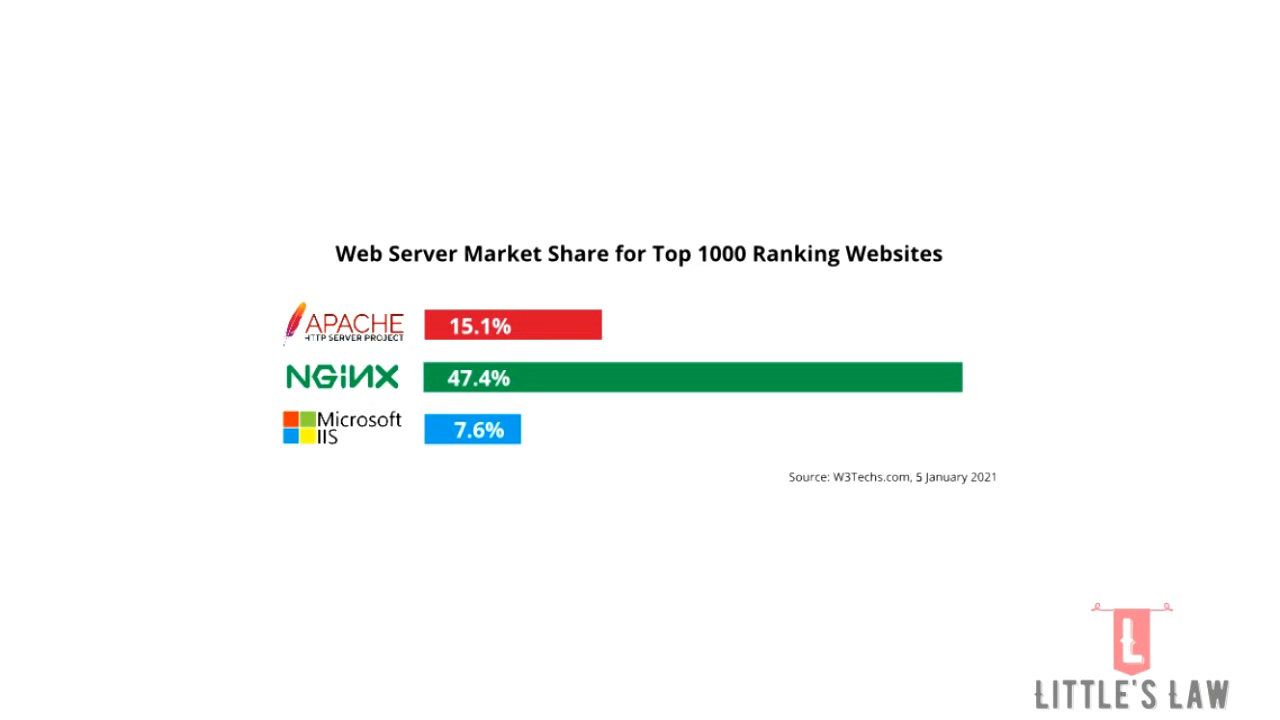 Web Server Market Share for Top 1000 Ranking Websites
APACHE
HTTP SERVER PROJECT
15.1%
NGINX
47.4%
Microsoft
IIS
7.6%
Source: W3Techs.com, 5 January 2021
L
LITTLE'S LAW